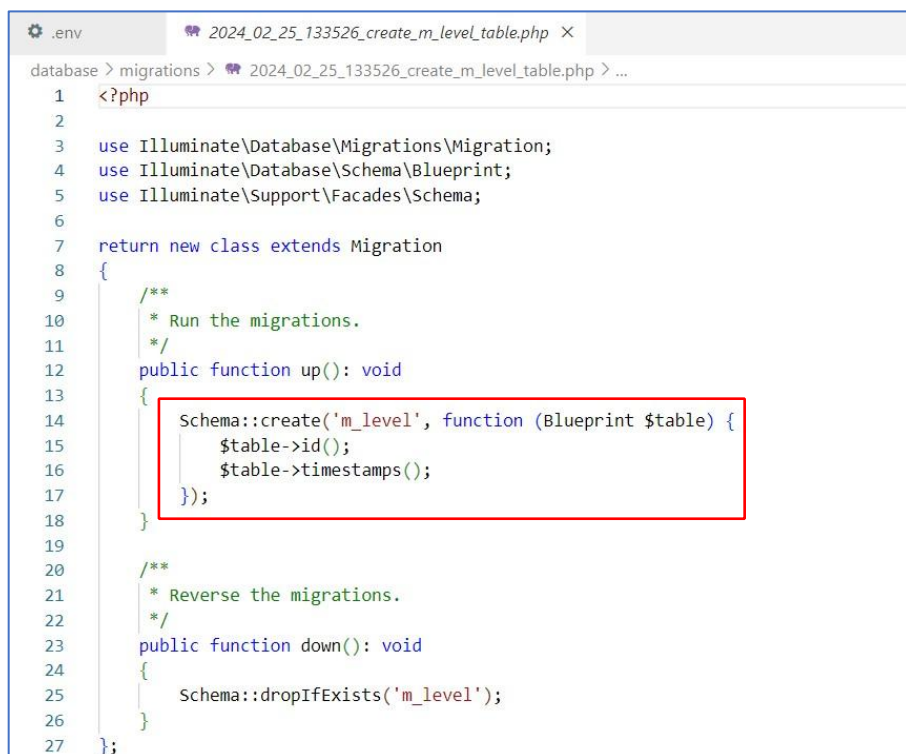 .env 2024_02_25_133526_create_m_level_table.php ×
database > migrations > 2024_02_25_133526_create_m_level_table.php > ...
1 <?php
2
3 use Illuminate\Database\Migrations\Migration;
4 use Illuminate\Database\Schema\Blueprint;
5 use Illuminate\Support\Facades\Schema;
6
7 return new class extends Migration
8 {
9 /**
10 * Run the migrations.
11 */
12 public function up(): void
13 {
14 Schema::create('m_level', function (Blueprint $table) {
15 $table->id();
16 $table->timestamps();
17 });
18 }
19
20 /**
21 * Reverse the migrations.
22 */
23 public function down(): void
24 {
25 Schema::dropIfExists('m_level');
26 }
27 };